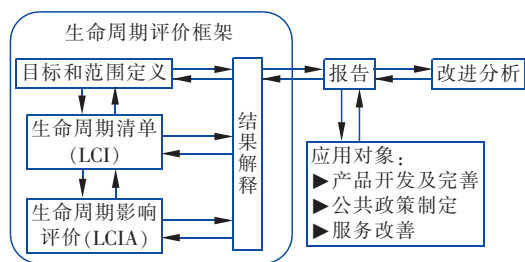 生命周期评价框架
目标和范围定义
生命周期清单
(LCI)
生命周期影响
评价(LCIA)
结果解释
报告
改进分析
应用对象：
▶产品开发及完善
▶公共政策制定
▶服务改善